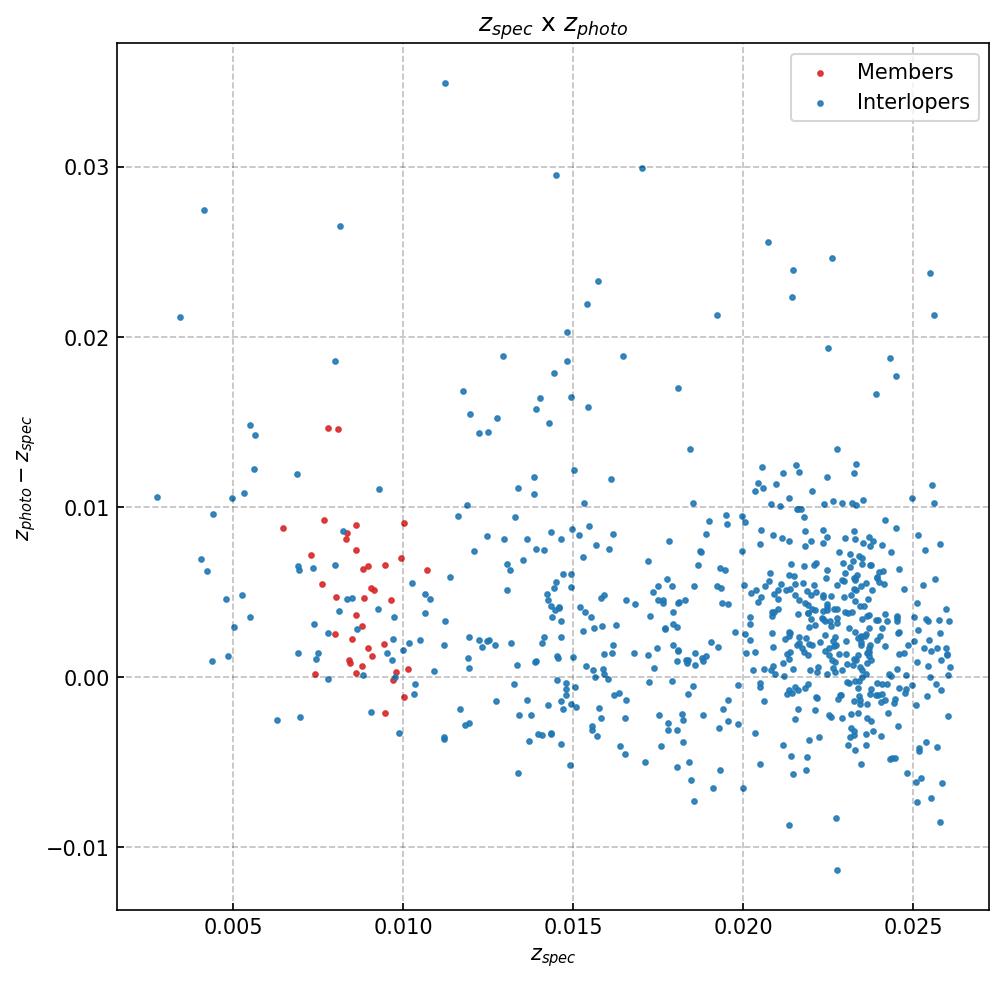 z_spec x z_photo
Members
Interlopers
0.03
0.02
0.01
0.00
−0.01
z_photo − z_spec
0.005 0.010 0.015 0.020 0.025
z_spec